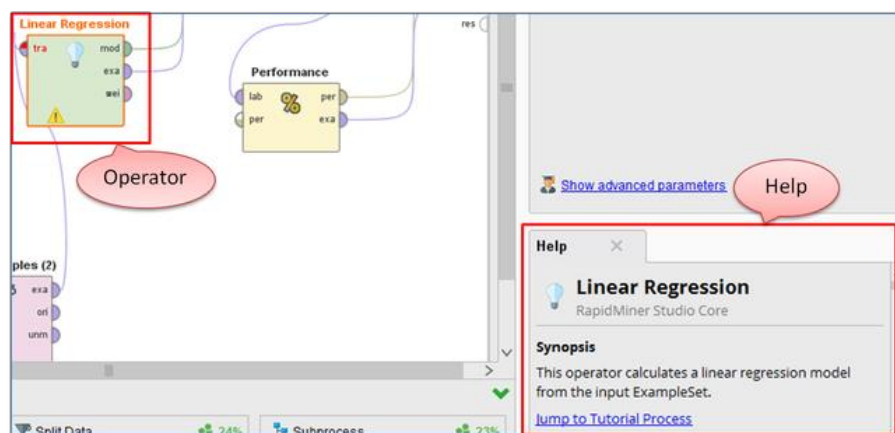 Linear Regression
tra
mod
exa
wei
res
Performance
lab
per
per
exa
Operator
Show advanced parameters
Help
ples (2)
exa
ori
unm
Help
Linear Regression
RapidMiner Studio Core
Synopsis
This operator calculates a linear regression model
from the input ExampleSet.
Jump to Tutorial Process
Split Data
24%
Subprocess
23%